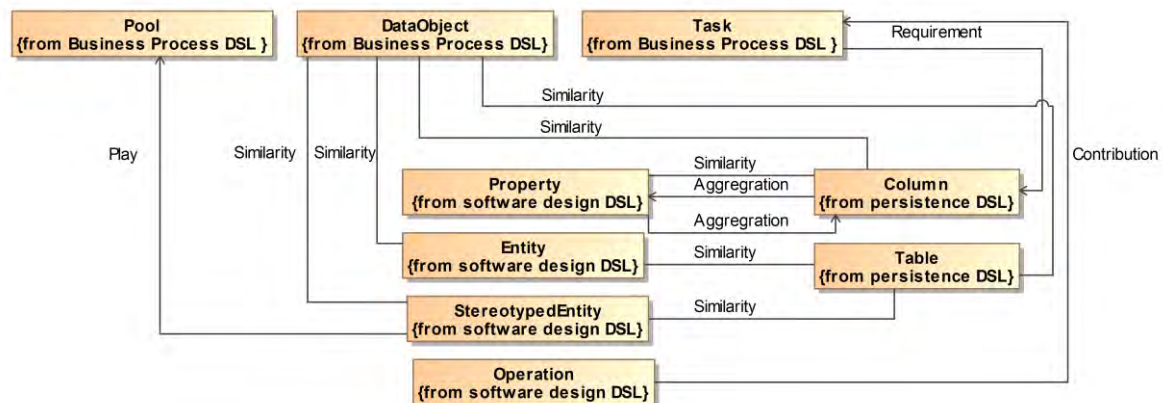 Pool
{from Business Process DSL }
DataObject
{from Business Process DSL}
Task
{from Business Process DSL }
Requirement
Similarity
Similarity
Play
Similarity
Similarity
Contribution
Similarity
Property
{from software design DSL}
Aggregration
Column
{from persistence DSL}
Aggregration
Entity
{from software design DSL}
Similarity
Table
{from persistence DSL}
StereotypedEntity
{from software design DSL}
Similarity
Operation
{from software design DSL}